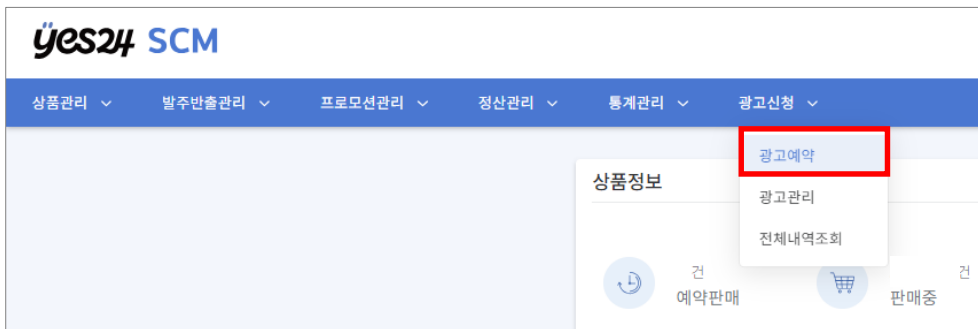 yes24 SCM
상품관리 발주반출관리 프로모션관리 정산관리 통계관리 광고신청
광고예약
상품정보
광고관리
전체내역조회
건 건
예약판매 판매중